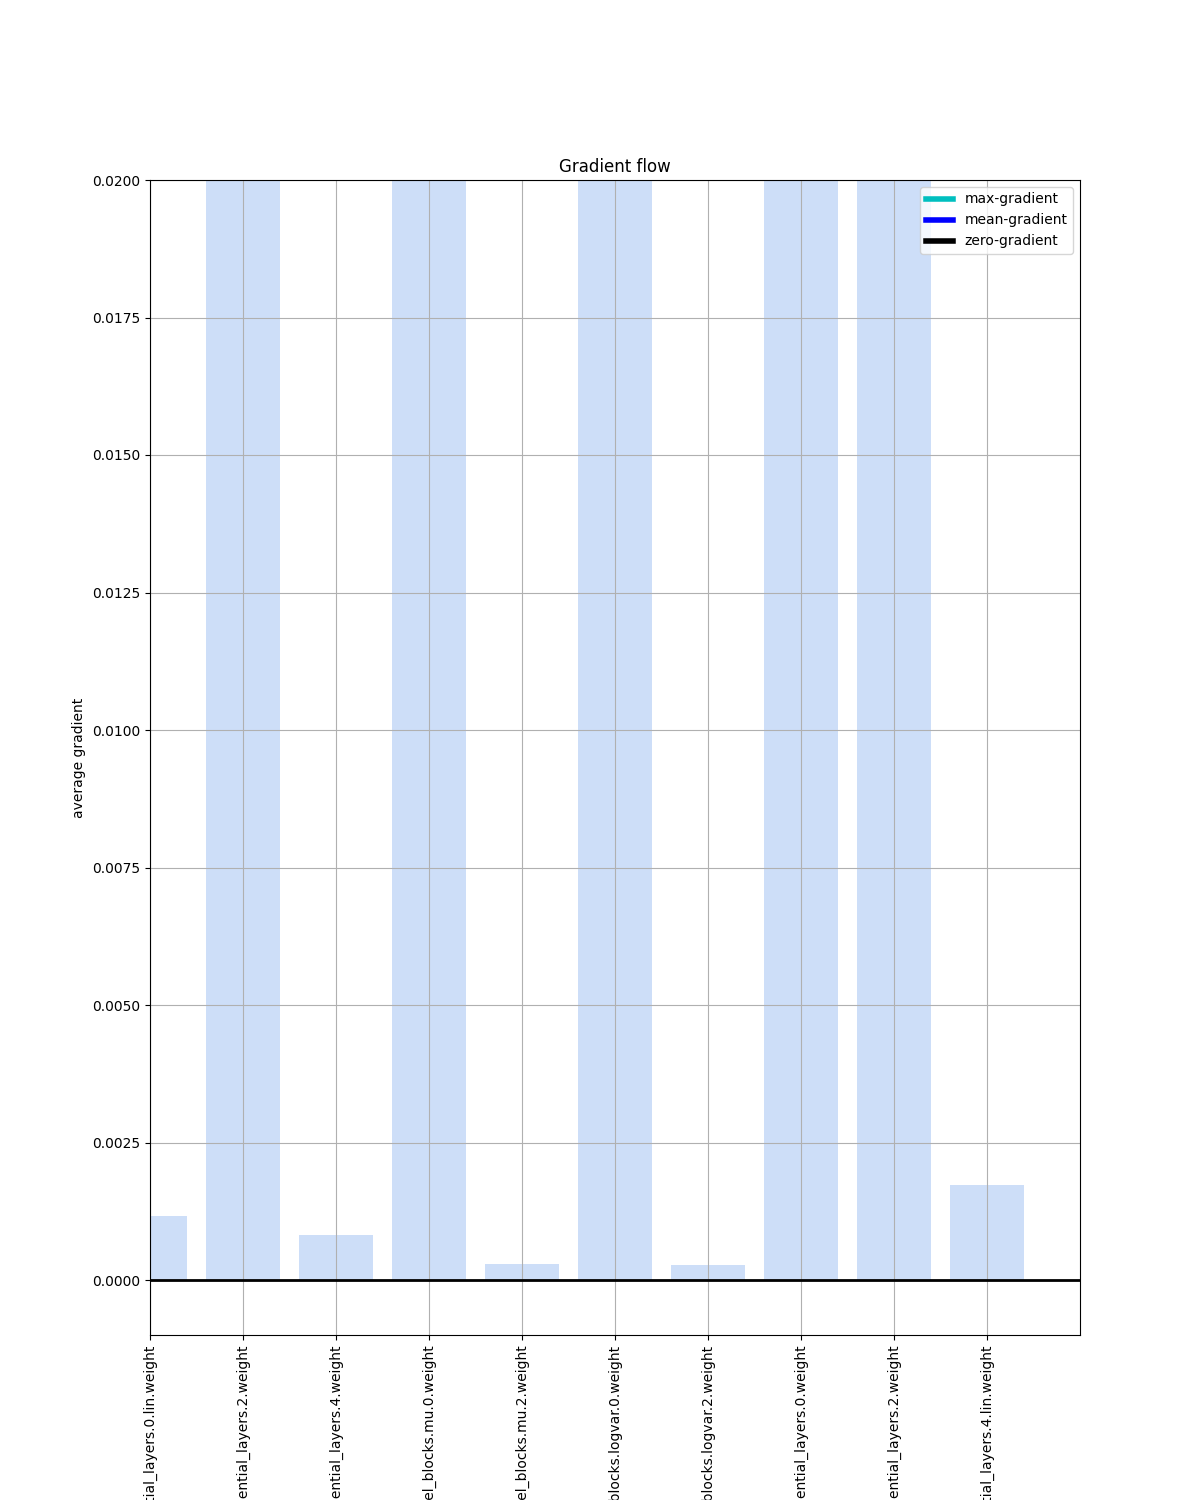 Gradient flow
max-gradient
mean-gradient
zero-gradient
0.0200
0.0175
0.0150
0.0125
0.0100
0.0075
0.0050
0.0025
0.0000
average gradient
tial_layers.0.lin.weight
ential_layers.2.weight
ential_layers.4.weight
el_blocks.mu.0.weight
el_blocks.mu.2.weight
blocks.logvar.0.weight
blocks.logvar.2.weight
ential_layers.0.weight
ential_layers.2.weight
tial_layers.4.lin.weight